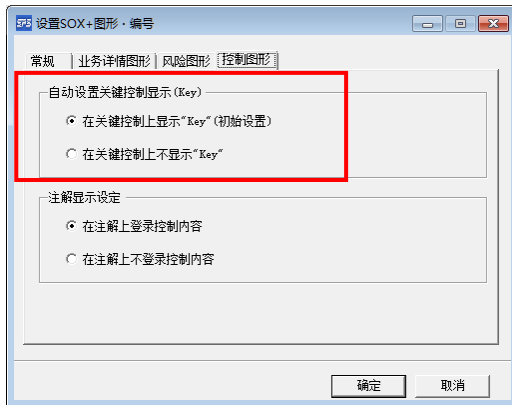 SPS 设置SOX+图形・编号
常规 业务详情图形 风险图形 控制图形
自动设置关键控制显示(Key)
在关键控制上显示"Key"(初始设置)
在关键控制上不显示"Key"
注解显示设定
在注解上登录控制内容
在注解上不登录控制内容
确定 取消